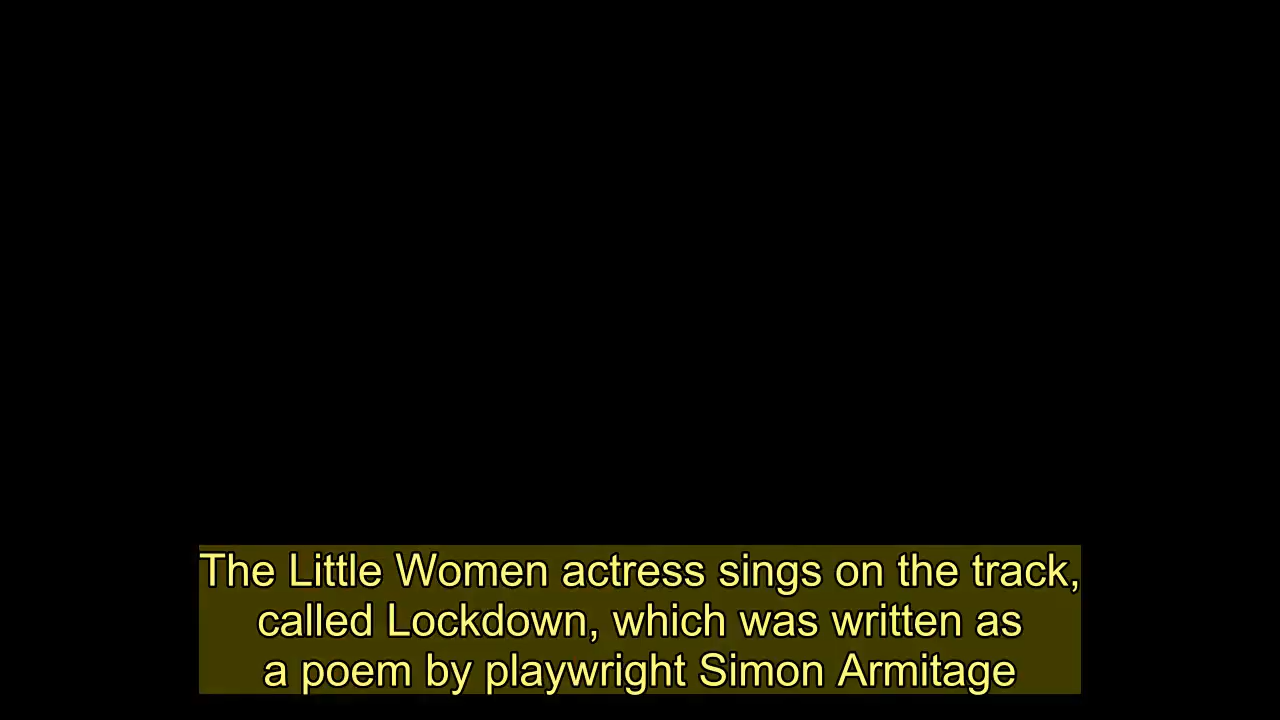 The Little Women actress sings on the track,
called Lockdown, which was written as
a poem by playwright Simon Armitage